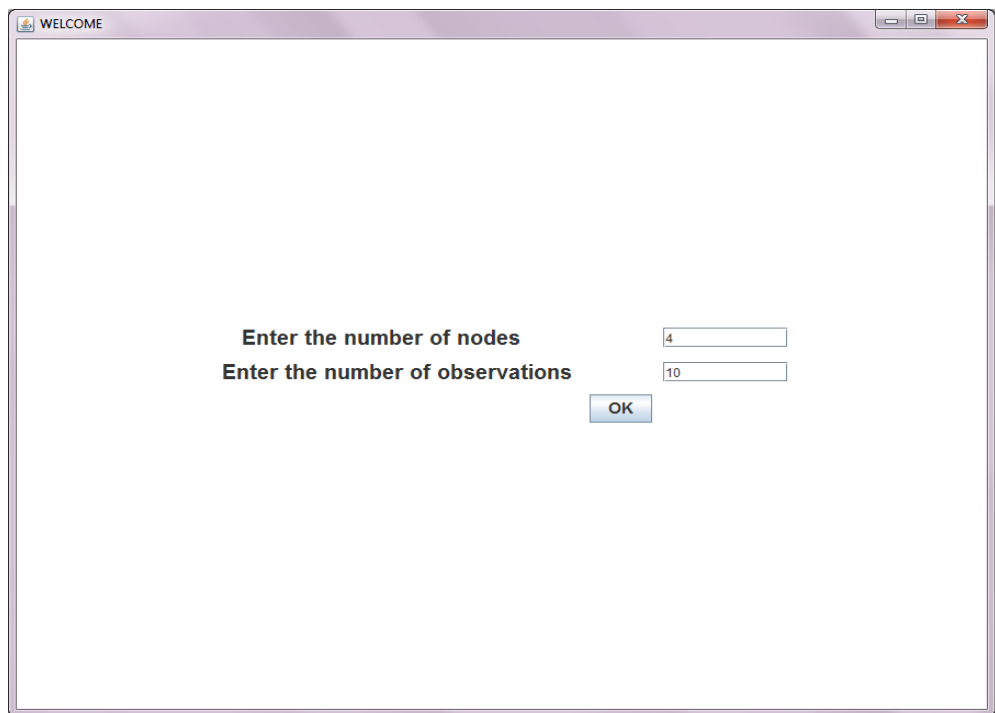 WELCOME
Enter the number of nodes 4
Enter the number of observations 10
OK